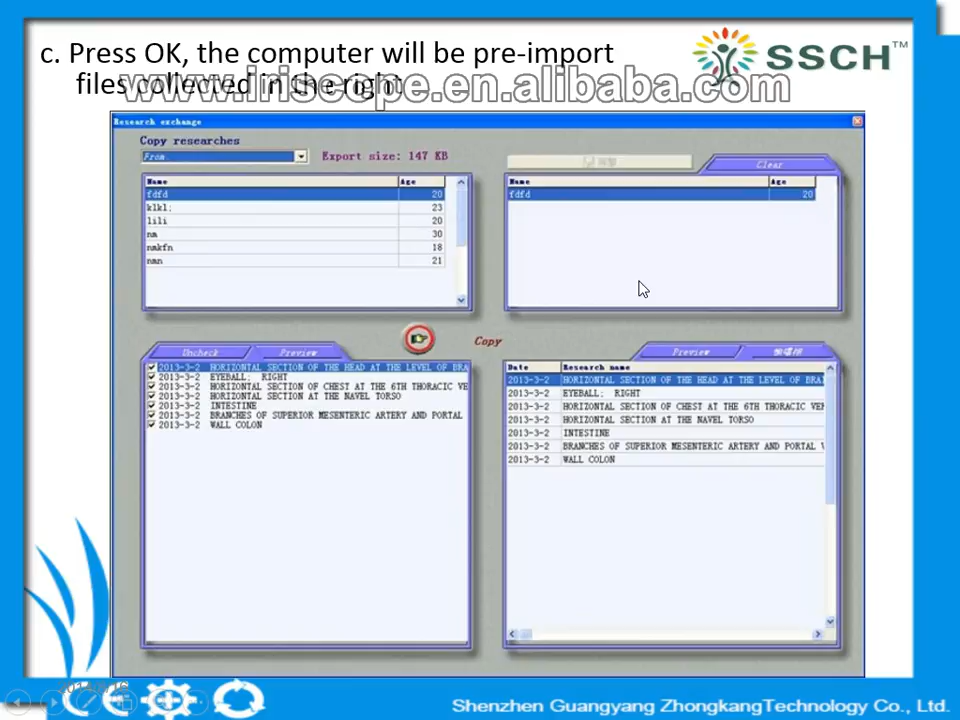 c. Press OK, the computer will be pre-import
files collected in the right
www.iriscope.en.alibaba.com
SSCH™
Research exchange
Copy researches
From
Export size: 147 KB
Clear
Name Age
fdfd 20
klkl; 23
lili 20
nm 30
nmkfn 18
nmn 21
Name Age
fdfd 20
Copy
Uncheck Preview
2013-3-2 HORIZONTAL SECTION OF THE HEAD AT THE LEVEL OF BRA
2013-3-2 EYEBALL; RIGHT
2013-3-2 HORIZONTAL SECTION OF CHEST AT THE 6TH THORACIC VE
2013-3-2 HORIZONTAL SECTION AT THE NAVEL TORSO
2013-3-2 INTESTINE
2013-3-2 BRANCHES OF SUPERIOR MESENTERIC ARTERY AND PORTAL
2013-3-2 WALL COLON
Preview
Date Research name
2013-3-2 HORIZONTAL SECTION OF THE HEAD AT THE LEVEL OF BRA
2013-3-2 EYEBALL; RIGHT
2013-3-2 HORIZONTAL SECTION OF CHEST AT THE 6TH THORACIC VER
2013-3-2 HORIZONTAL SECTION AT THE NAVEL TORSO
2013-3-2 INTESTINE
2013-3-2 BRANCHES OF SUPERIOR MESENTERIC ARTERY AND PORTAL V
2013-3-2 WALL COLON
CE
Shenzhen Guangyang ZhongkangTechnology Co., Ltd.